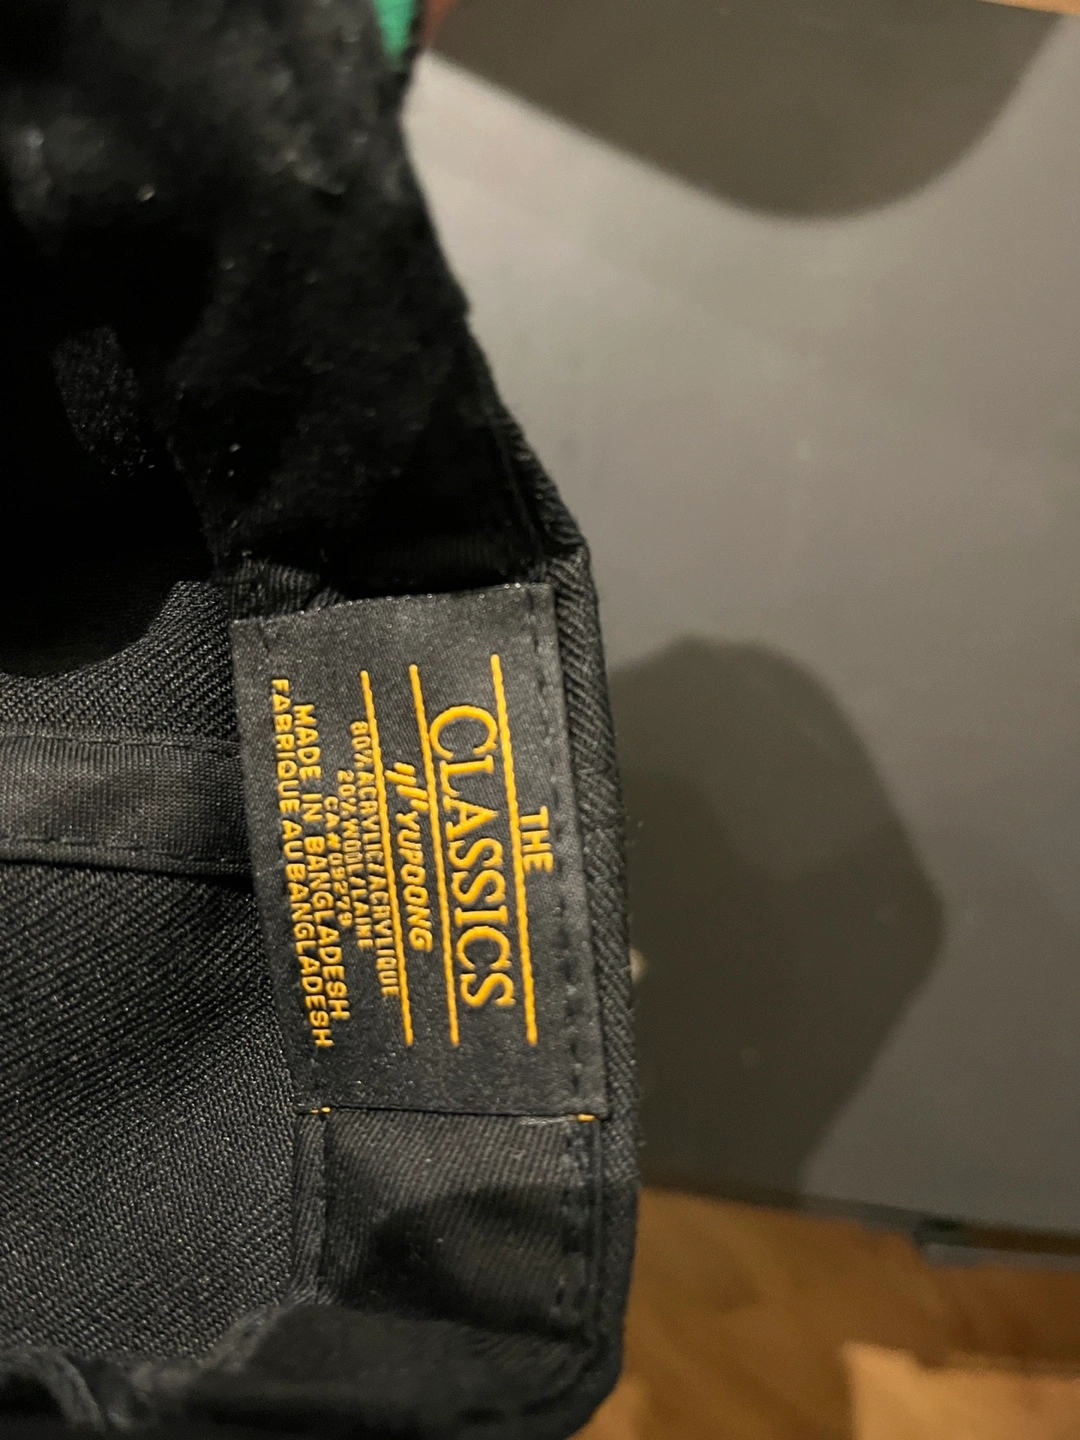 THE
CLASSICS
YUPOONG
80% ACRYLIC/ACRYLIQUE
20% WOOL/LAINE
CA# 09279
MADE IN BANGLADESH
FABRIQUE AU BANGLADESH